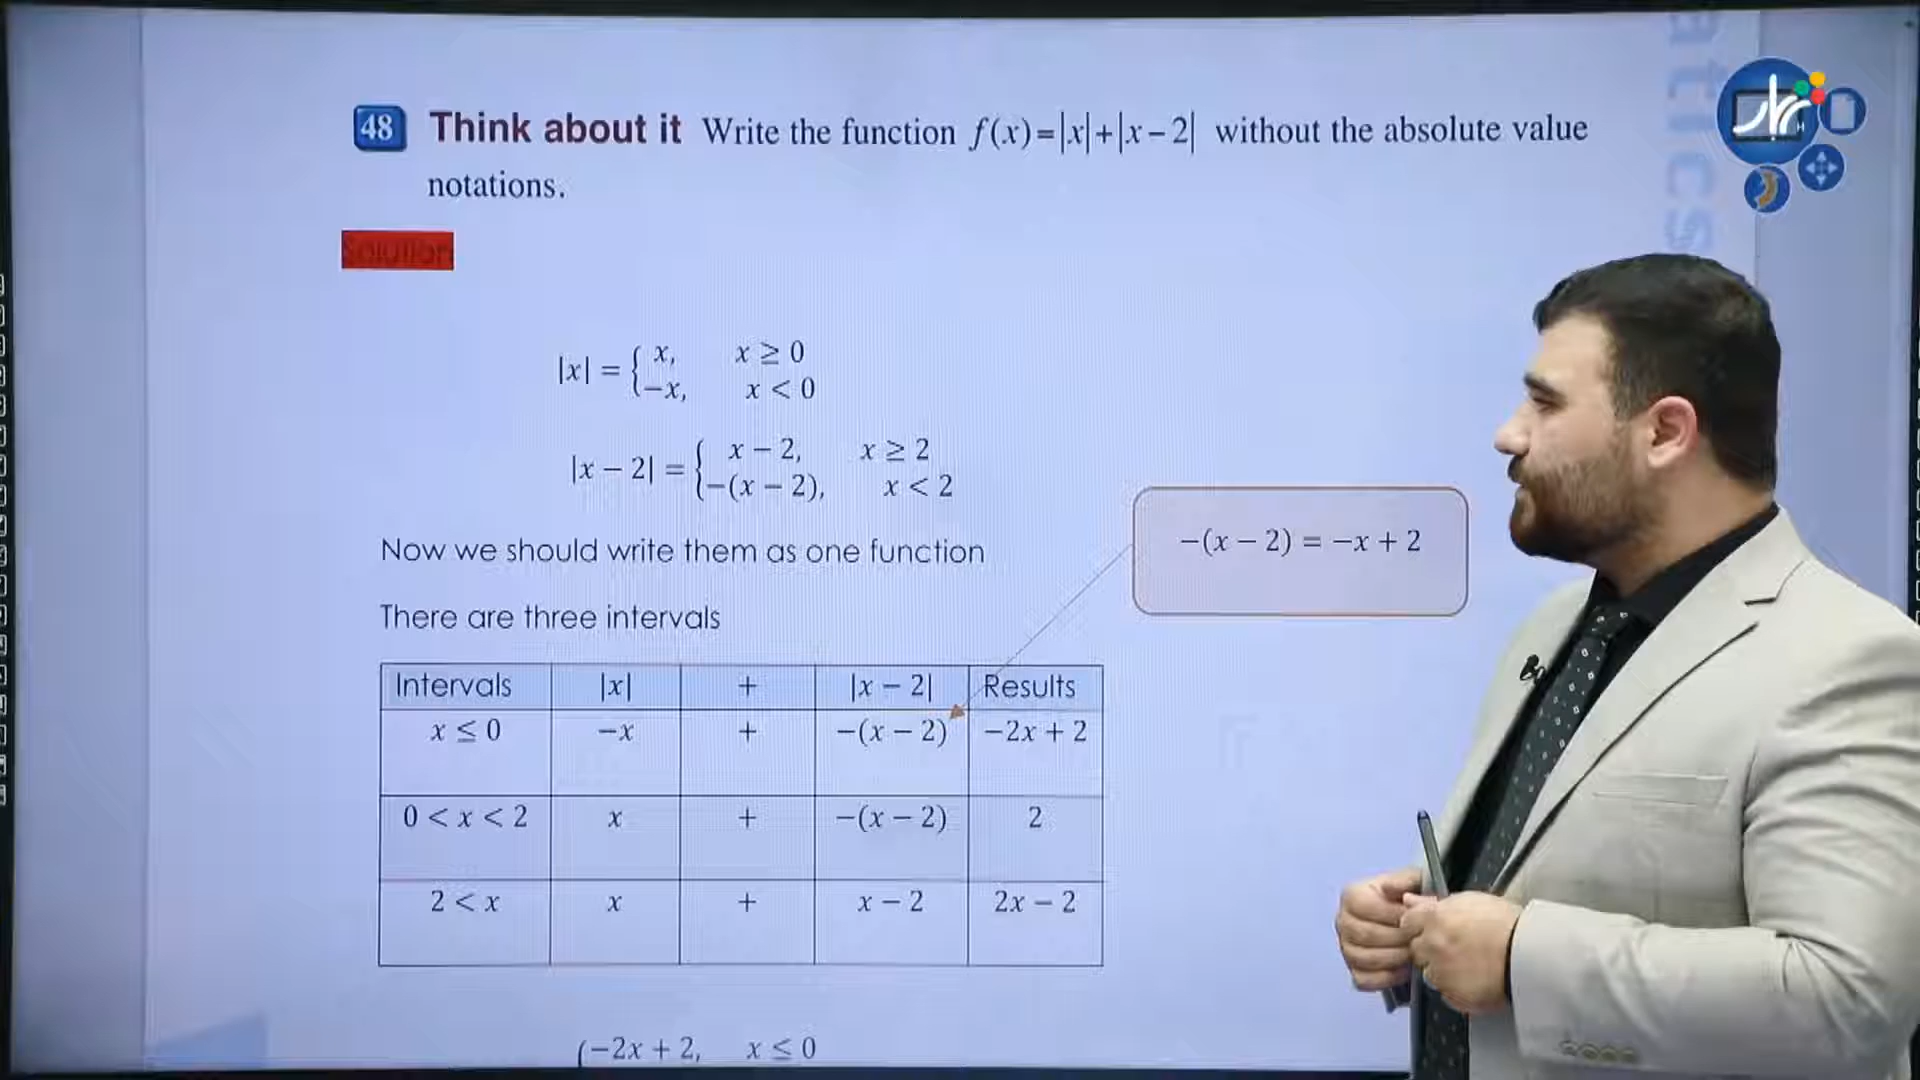 48 Think about it Write the function f(x)=|x|+|x−2| without the absolute value
notations.
Solution
|x| = { x, x ≥ 0
−x, x < 0
|x − 2| = { x − 2, x ≥ 2
−(x − 2), x < 2
Now we should write them as one function
−(x − 2) = −x + 2
There are three intervals
Intervals |x| + |x − 2| Results
x ≤ 0 −x + −(x − 2) −2x + 2
0 < x < 2 x + −(x − 2) 2
2 < x x + x − 2 2x − 2
−2x + 2, x ≤ 0